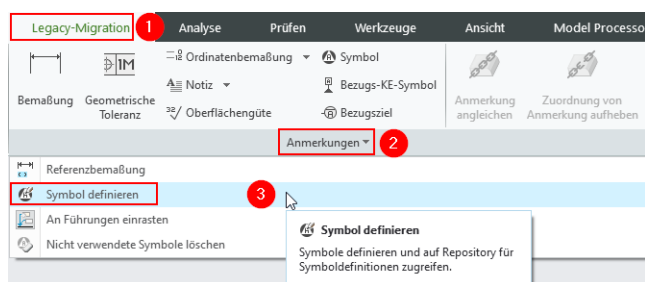 Legacy-Migration 1 Analyse Prüfen Werkzeuge Ansicht Model Processo
Bemaßung
Geometrische
Toleranz
Ordinatenbemaßung
Notiz
Oberflächengüte
Symbol
Bezugs-KE-Symbol
Bezugsziel
Anmerkung
angleichen
Zuordnung von
Anmerkung aufheben
Anmerkungen 2
Referenzbemaßung
Symbol definieren 3
An Führungen einrasten
Nicht verwendete Symbole löschen
Symbol definieren
Symbole definieren und auf Repository für
Symboldefinitionen zugreifen.